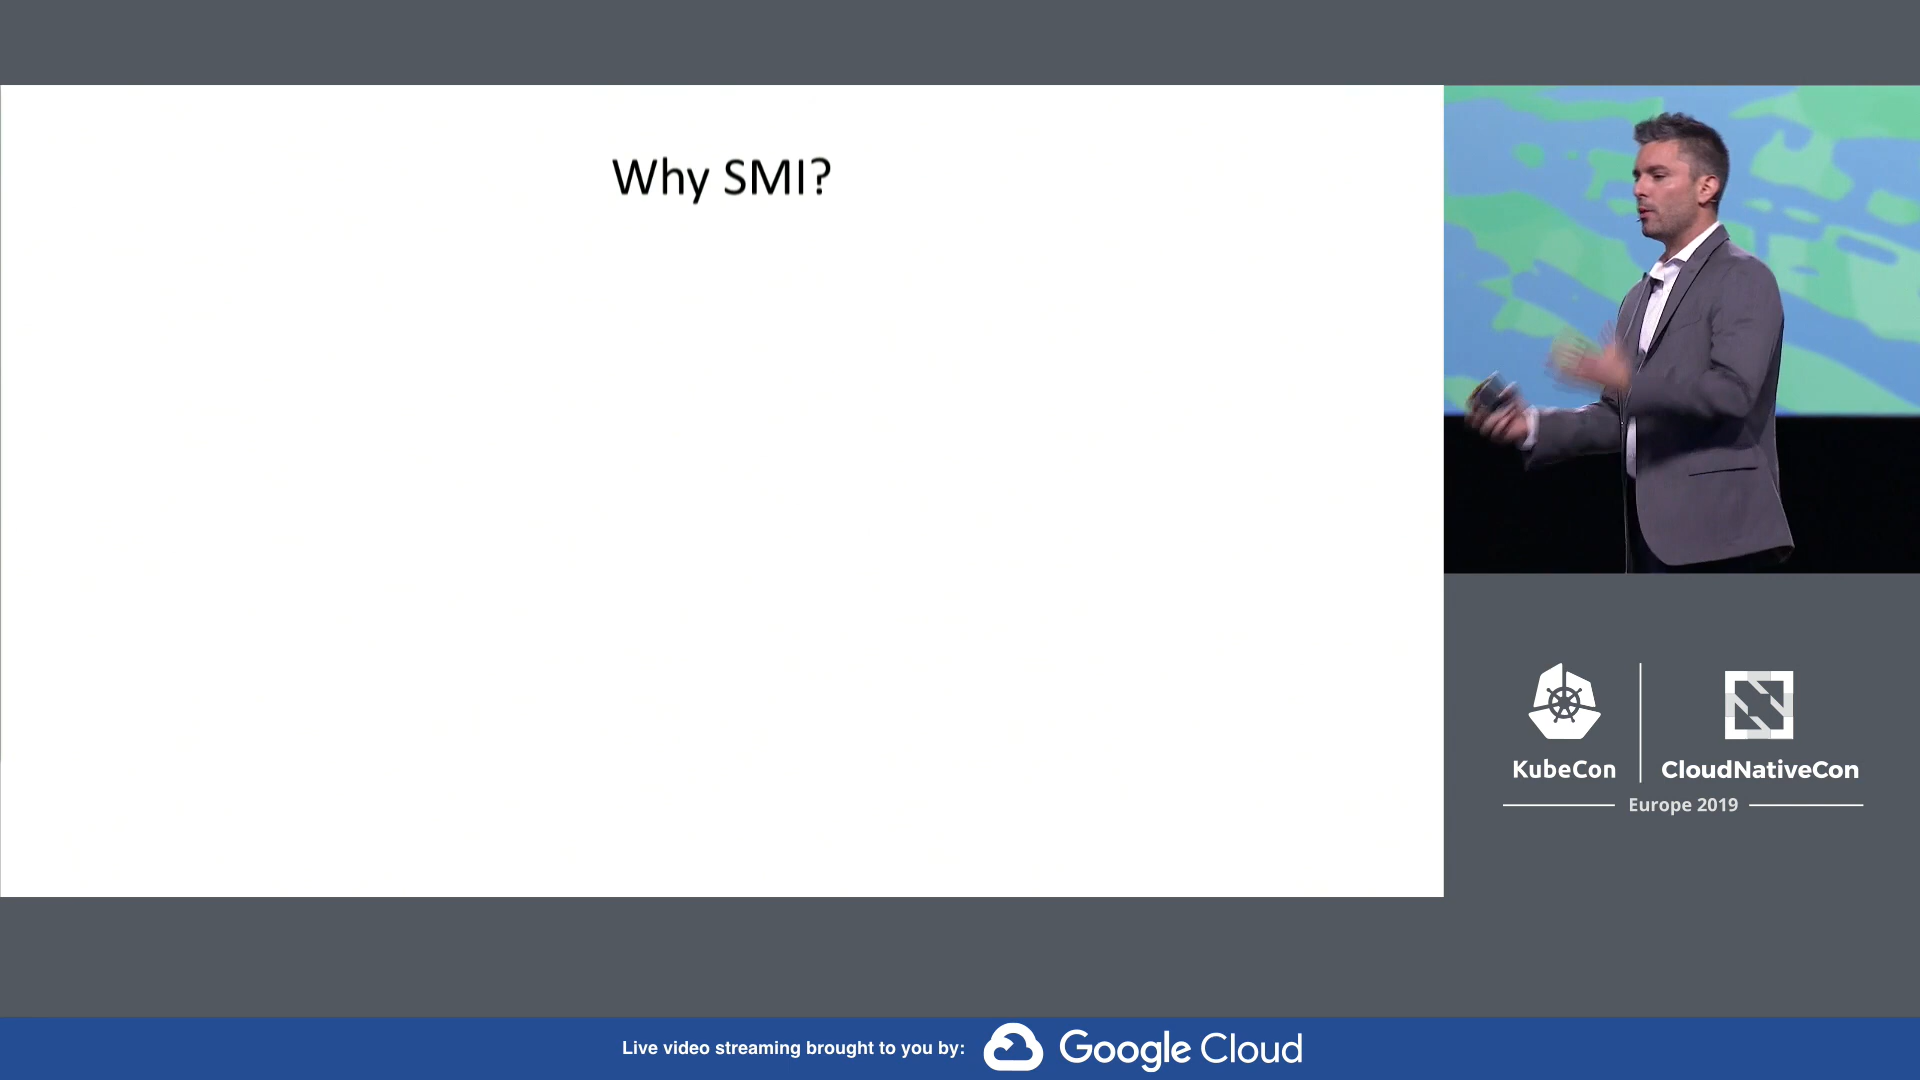 Why SMI?
KubeCon
CloudNativeCon
Europe 2019
Live video streaming brought to you by:
Google Cloud